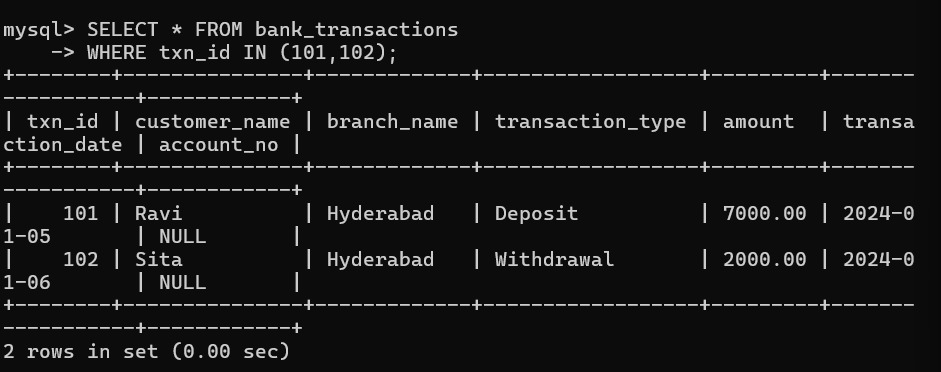 mysql> SELECT * FROM bank_transactions
    -> WHERE txn_id IN (101,102);
+--------+---------------+-------------+------------------+---------+-------
-----------+------------+
| txn_id | customer_name | branch_name | transaction_type | amount  | transa
ction_date | account_no |
+--------+---------------+-------------+------------------+---------+-------
-----------+------------+
|    101 | Ravi          | Hyderabad   | Deposit          | 7000.00 | 2024-0
1-05       | NULL       |
|    102 | Sita          | Hyderabad   | Withdrawal       | 2000.00 | 2024-0
1-06       | NULL       |
+--------+---------------+-------------+------------------+---------+-------
-----------+------------+
2 rows in set (0.00 sec)